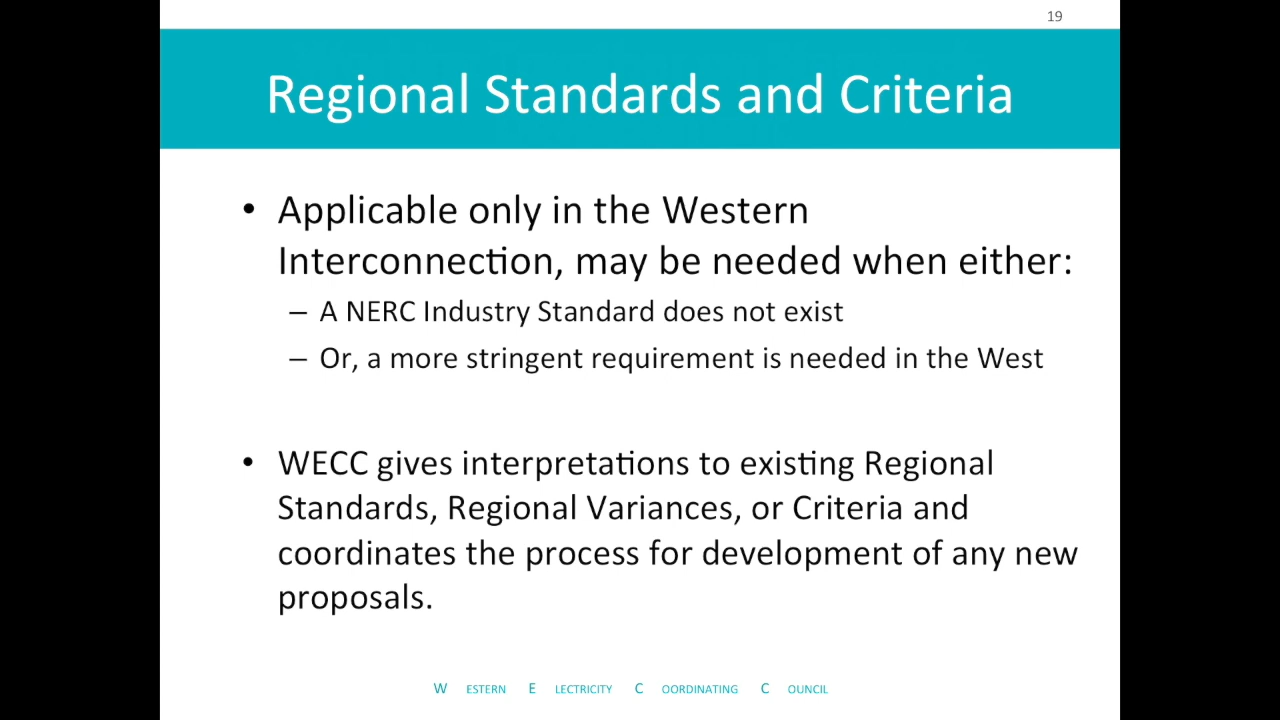 19
Regional Standards and Criteria
• Applicable only in the Western
Interconnection, may be needed when either:
– A NERC Industry Standard does not exist
– Or, a more stringent requirement is needed in the West
• WECC gives interpretations to existing Regional
Standards, Regional Variances, or Criteria and
coordinates the process for development of any new
proposals.
W ESTERN E LECTRICITY C OORDINATING C OUNCIL